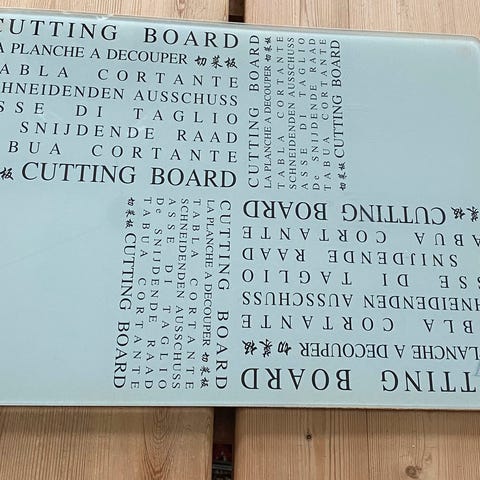 CUTTING BOARD
LA PLANCHE A DECOUPER 切菜板
TABLA CORTANTE
SCHNEIDENDEN AUSSCHUSS
ASSE DI TAGLIO
SNIJDENDE RAAD
TABUA CORTANTE
切菜板 CUTTING BOARD
CUTTING BOARD
LA PLANCHE A DECOUPER 切菜板
TABLA CORTANTE
SCHNEIDENDEN AUSSCHUSS
ASSE DI TAGLIO
De SNIJDENDE RAAD
TABUA CORTANTE
切菜板 CUTTING BOARD
CUTTING BOARD
LA PLANCHE A DECOUPER 切菜板
TABLA CORTANTE
SCHNEIDENDEN AUSSCHUSS
ASSE DI TAGLIO
De SNIJDENDE RAAD
TABUA CORTANTE
切菜板 CUTTING BOARD
CUTTING BOARD
PLANCHE A DECOUPER 切菜板
TABLA CORTANTE
SCHNEIDENDEN AUSSCHUSS
ASSE DI TAGLIO
SNIJDENDE RAAD
TABUA CORTANTE
切菜板 CUTTING BOARD